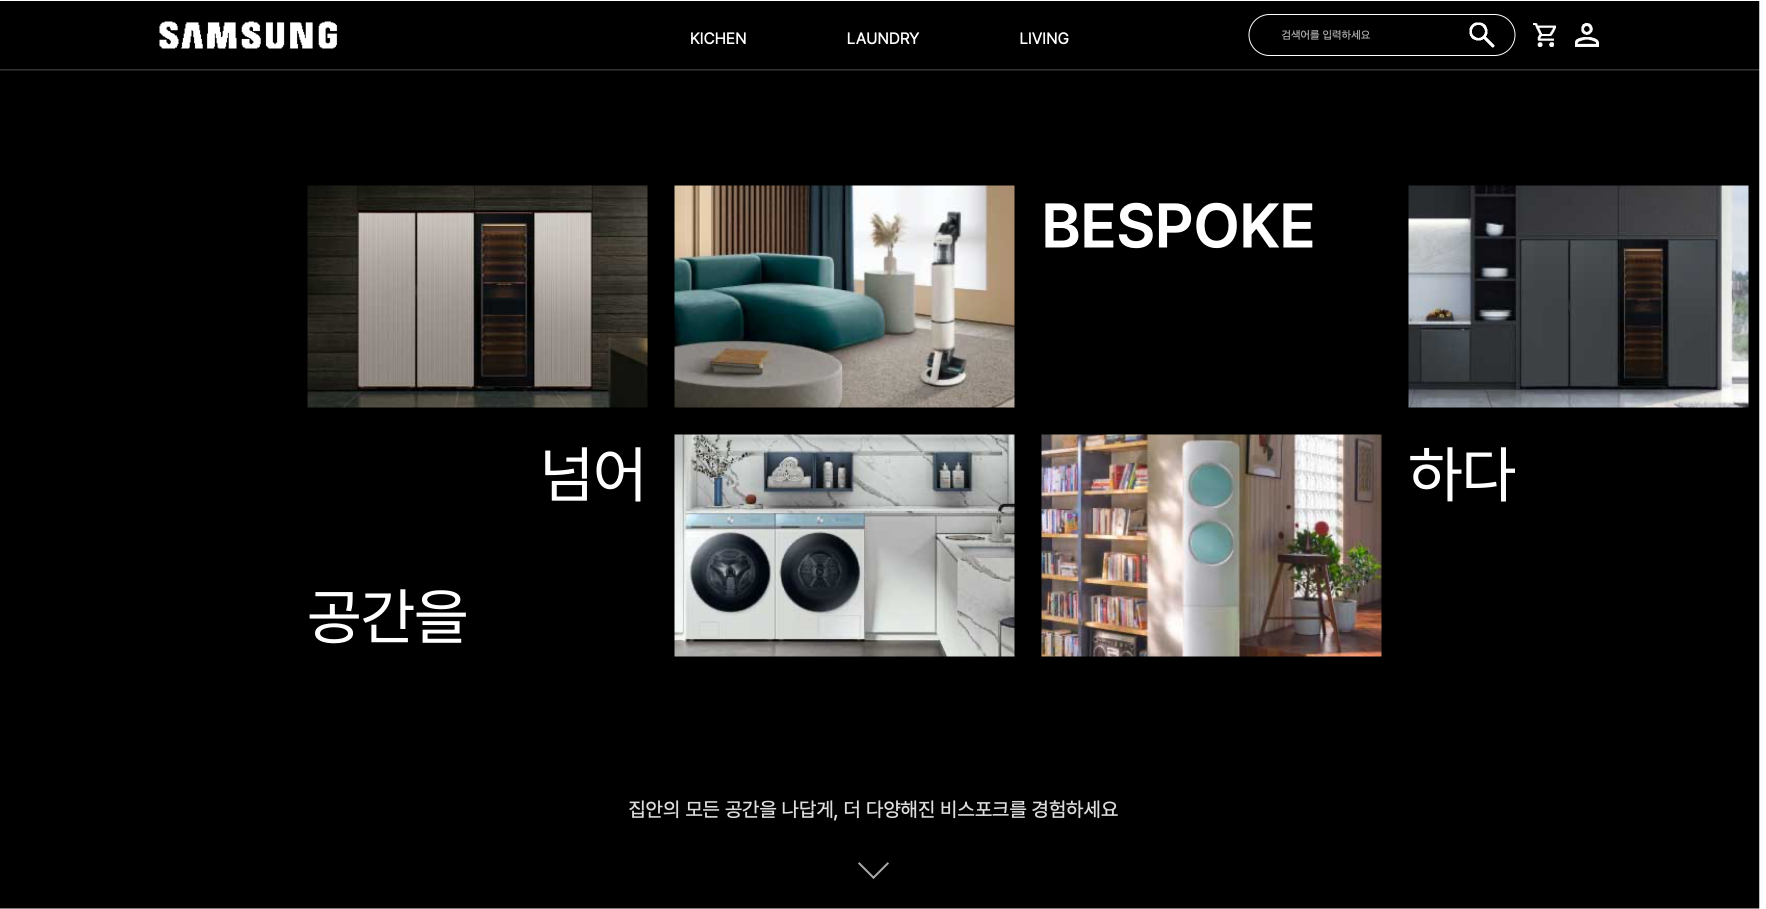 SAMSUNG
KICHEN
LAUNDRY
LIVING
검색어를 입력하세요
BESPOKE
넘어
하다
공간을
집안의 모든 공간을 나답게, 더 다양해진 비스포크를 경험하세요